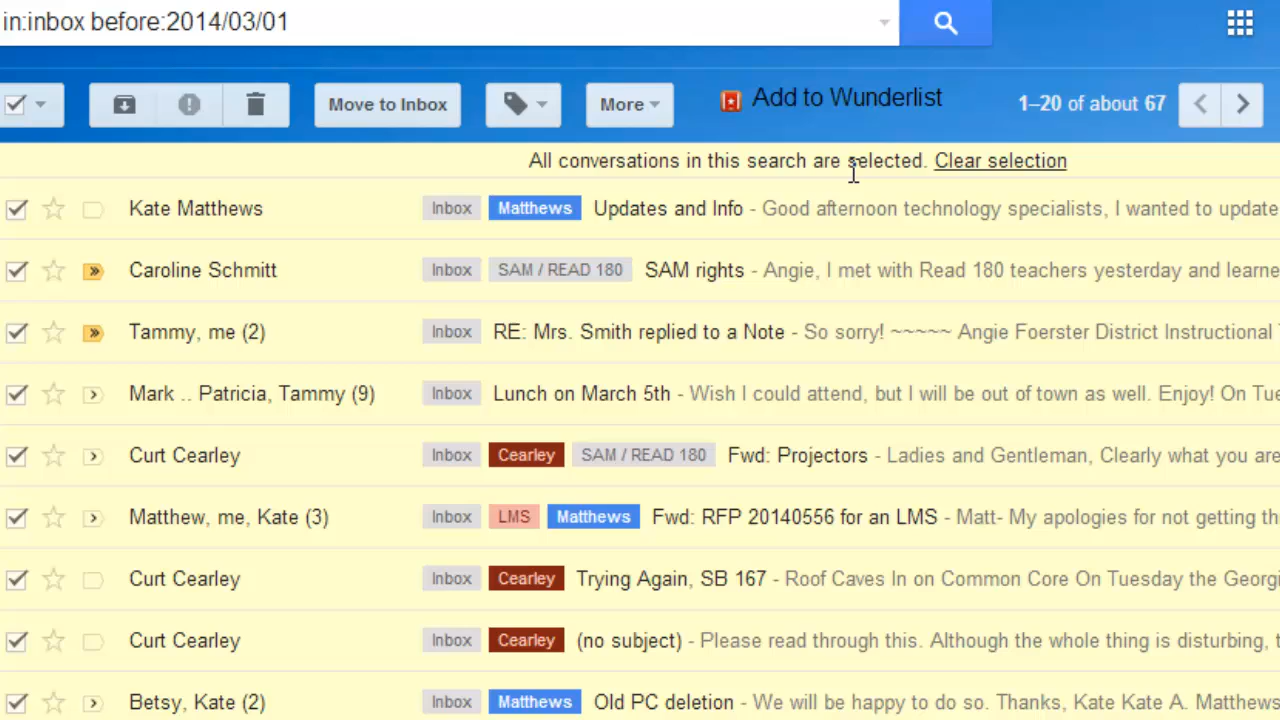 in:inbox before:2014/03/01
Move to Inbox More Add to Wunderlist 1–20 of about 67
All conversations in this search are selected. Clear selection
Kate Matthews Inbox Matthews Updates and Info - Good afternoon technology specialists, I wanted to update
Caroline Schmitt Inbox SAM / READ 180 SAM rights - Angie, I met with Read 180 teachers yesterday and learne
Tammy, me (2) Inbox RE: Mrs. Smith replied to a Note - So sorry! ~~~~~ Angie Foerster District Instructional
Mark .. Patricia, Tammy (9) Inbox Lunch on March 5th - Wish I could attend, but I will be out of town as well. Enjoy! On Tue
Curt Cearley Inbox Cearley SAM / READ 180 Fwd: Projectors - Ladies and Gentleman, Clearly what you are
Matthew, me, Kate (3) Inbox LMS Matthews Fwd: RFP 20140556 for an LMS - Matt- My apologies for not getting th
Curt Cearley Inbox Cearley Trying Again, SB 167 - Roof Caves In on Common Core On Tuesday the Georgi
Curt Cearley Inbox Cearley (no subject) - Please read through this. Although the whole thing is disturbing, t
Betsy, Kate (2) Inbox Matthews Old PC deletion - We will be happy to do so. Thanks, Kate Kate A. Matthews